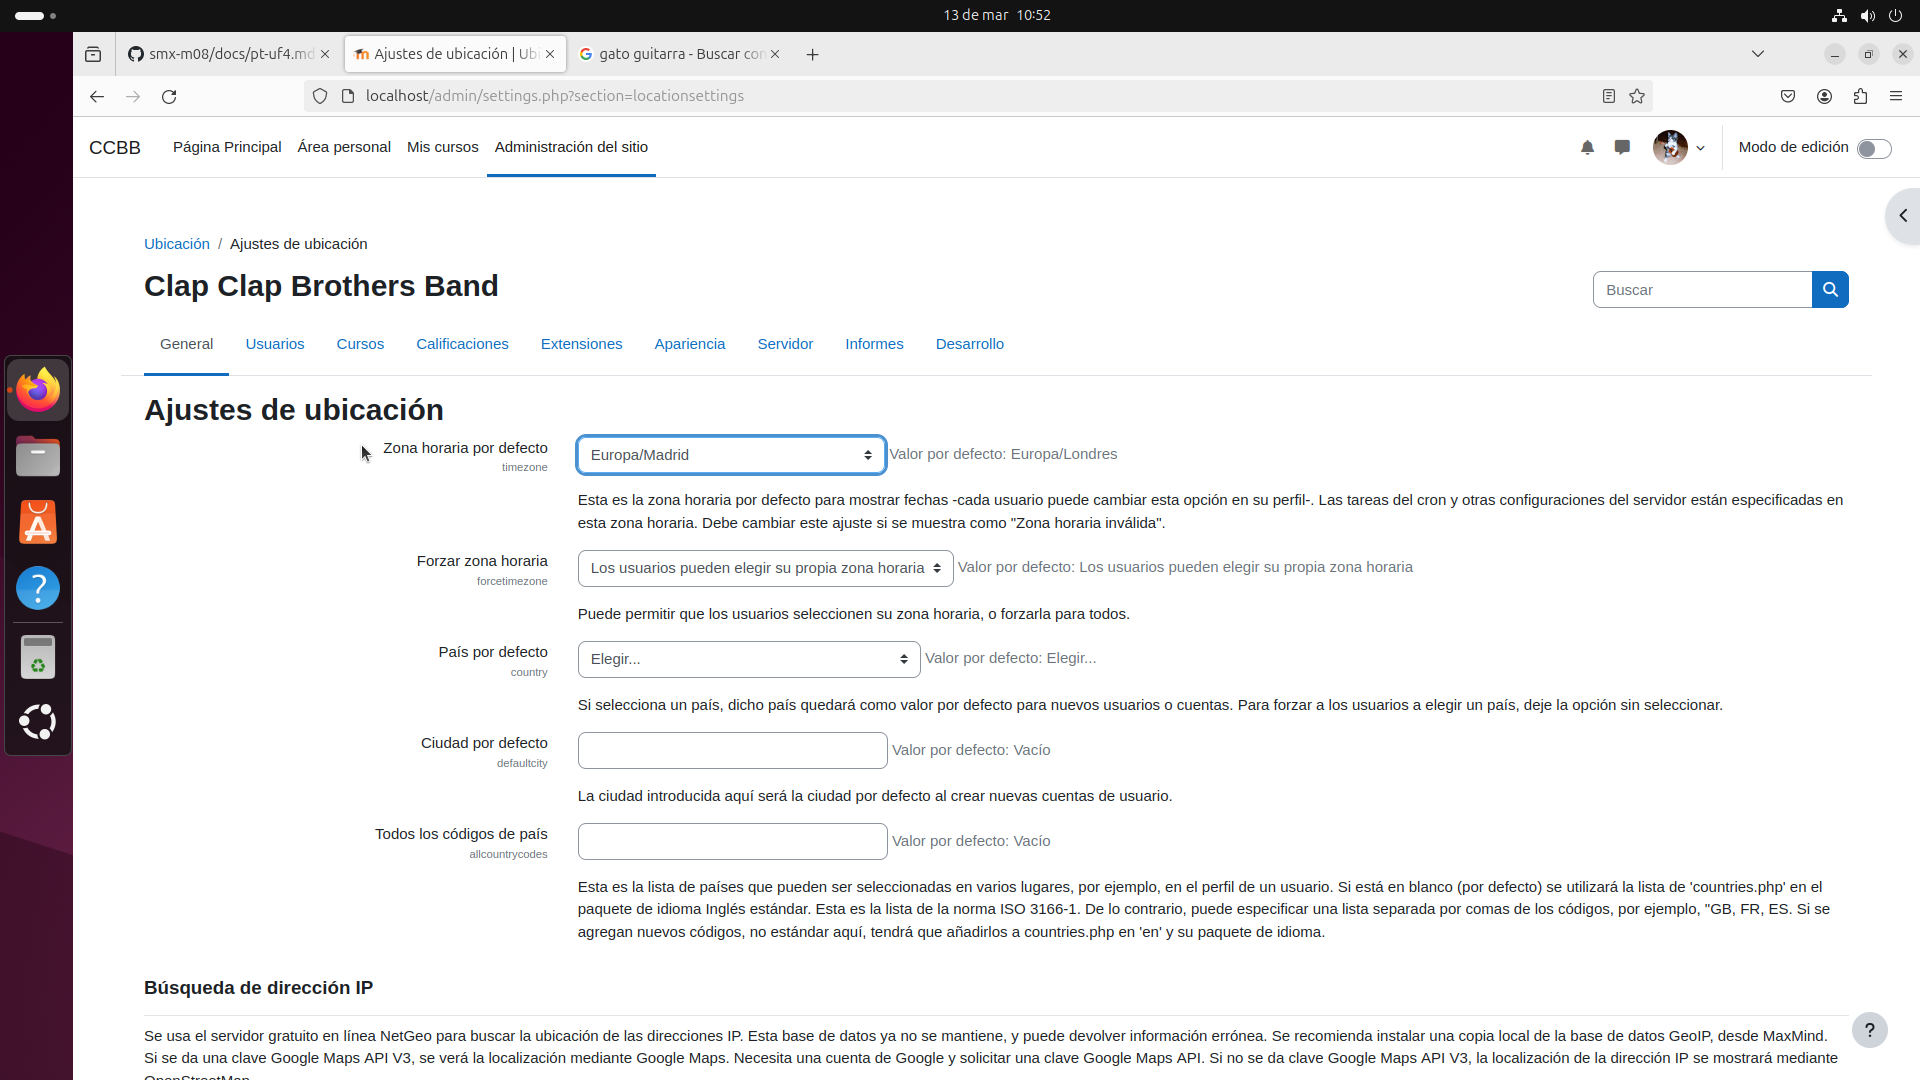 13 de mar 10:52
smx-m08/docs/pt-uf4.md
Ajustes de ubicación | Ubi
gato guitarra - Buscar con
localhost/admin/settings.php?section=locationsettings
CCBB
Página Principal
Área personal
Mis cursos
Administración del sitio
Modo de edición
Ubicación / Ajustes de ubicación
Clap Clap Brothers Band
Buscar
General
Usuarios
Cursos
Calificaciones
Extensiones
Apariencia
Servidor
Informes
Desarrollo
Ajustes de ubicación
Zona horaria por defecto
timezone
Europa/Madrid
Valor por defecto: Europa/Londres
Esta es la zona horaria por defecto para mostrar fechas -cada usuario puede cambiar esta opción en su perfil-. Las tareas del cron y otras configuraciones del servidor están especificadas en
esta zona horaria. Debe cambiar este ajuste si se muestra como "Zona horaria inválida".
Forzar zona horaria
forcetimezone
Los usuarios pueden elegir su propia zona horaria
Valor por defecto: Los usuarios pueden elegir su propia zona horaria
Puede permitir que los usuarios seleccionen su zona horaria, o forzarla para todos.
País por defecto
country
Elegir...
Valor por defecto: Elegir...
Si selecciona un país, dicho país quedará como valor por defecto para nuevos usuarios o cuentas. Para forzar a los usuarios a elegir un país, deje la opción sin seleccionar.
Ciudad por defecto
defaultcity
Valor por defecto: Vacío
La ciudad introducida aquí será la ciudad por defecto al crear nuevas cuentas de usuario.
Todos los códigos de país
allcountrycodes
Valor por defecto: Vacío
Esta es la lista de países que pueden ser seleccionadas en varios lugares, por ejemplo, en el perfil de un usuario. Si está en blanco (por defecto) se utilizará la lista de 'countries.php' en el
paquete de idioma Inglés estándar. Esta es la lista de la norma ISO 3166-1. De lo contrario, puede especificar una lista separada por comas de los códigos, por ejemplo, "GB, FR, ES. Si se
agregan nuevos códigos, no estándar aquí, tendrá que añadirlos a countries.php en 'en' y su paquete de idioma.
Búsqueda de dirección IP
Se usa el servidor gratuito en línea NetGeo para buscar la ubicación de las direcciones IP. Esta base de datos ya no se mantiene, y puede devolver información errónea. Se recomienda instalar una copia local de la base de datos GeoIP, desde MaxMind.
Si se da una clave Google Maps API V3, se verá la localización mediante Google Maps. Necesita una cuenta de Google y solicitar una clave Google Maps API. Si no se da clave Google Maps API V3, la localización de la dirección IP se mostrará mediante
OpenStreetMap.
?